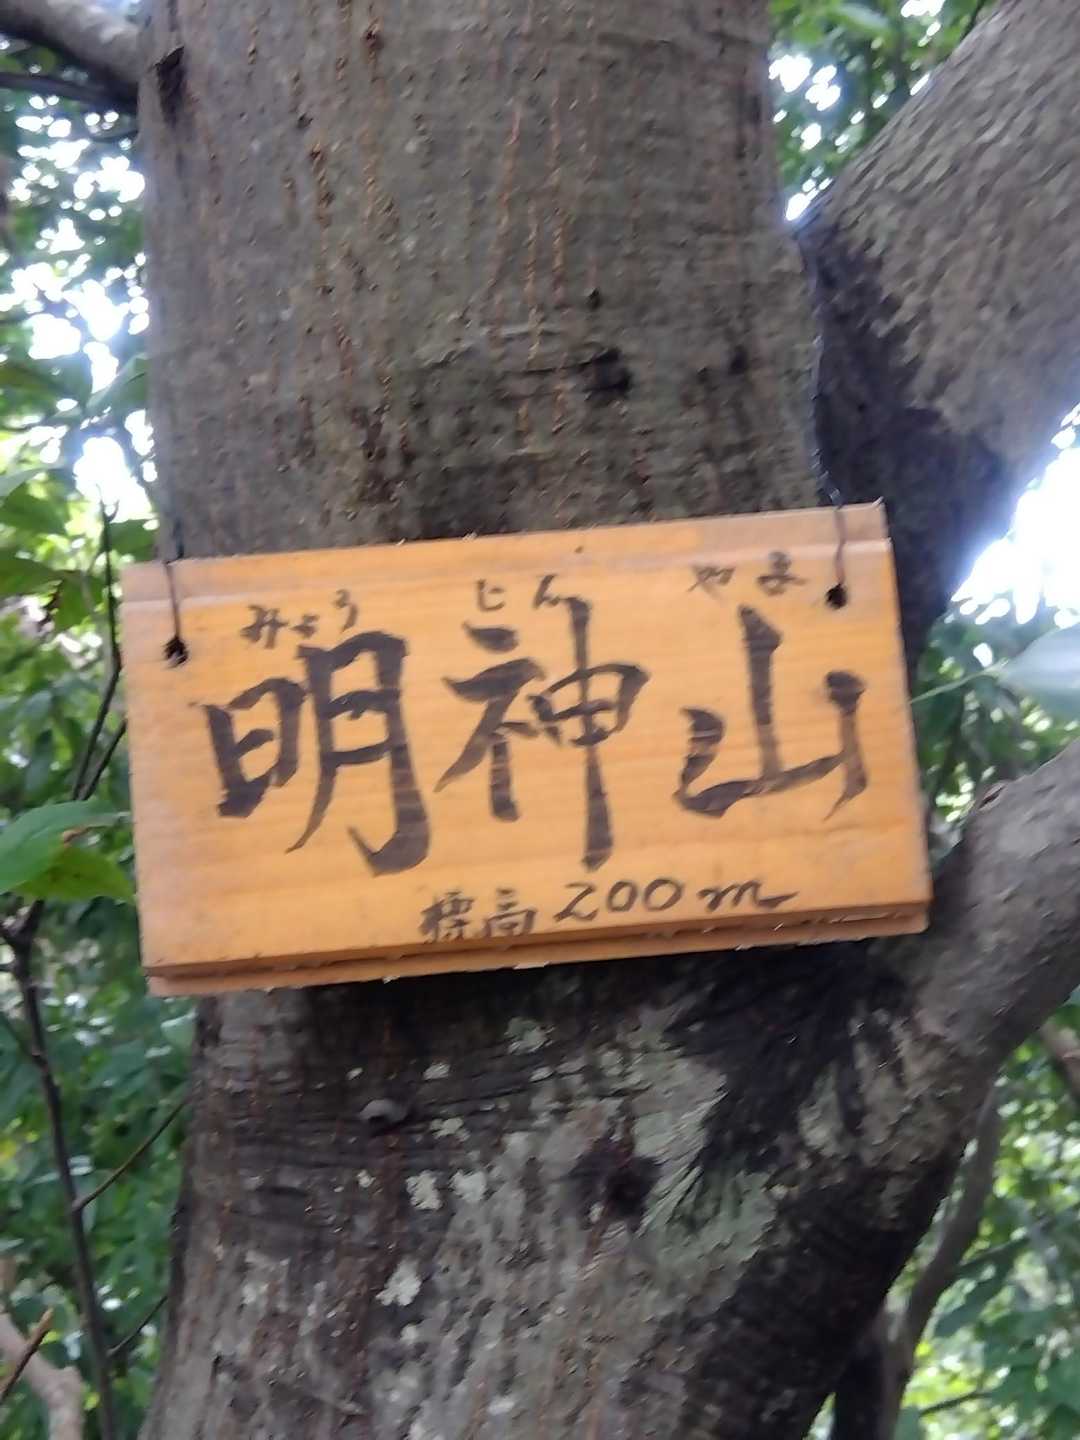 みょう じん やま
明神山
標高 200m